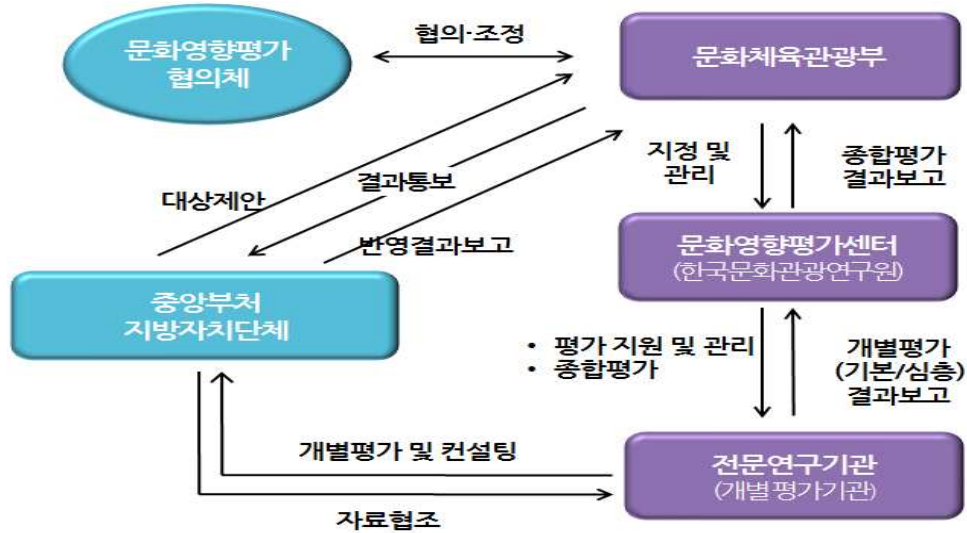 문화영향평가
협의체
협의·조정
문화체육관광부
대상제안
결과통보
반영결과보고
지정 및
관리
종합평가
결과보고
문화영향평가센터
(한국문화관광연구원)
중앙부처
지방자치단체
• 평가 지원 및 관리
• 종합평가
개별평가
(기본/심층)
결과보고
개별평가 및 컨설팅
자료협조
전문연구기관
(개별 평가기관)